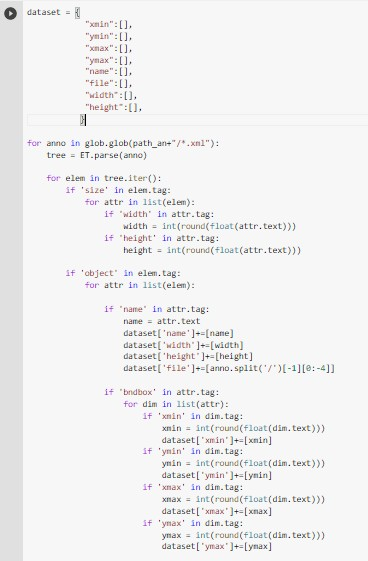 dataset = {
            "xmin":[],
            "ymin":[],
            "xmax":[],
            "ymax":[],
            "name":[],
            "file":[],
            "width":[],
            "height":[],
           }
for anno in glob.glob(path_an+"/*.xml"):
    tree = ET.parse(anno)
    for elem in tree.iter():
        if 'size' in elem.tag:
            for attr in list(elem):
                if 'width' in attr.tag:
                    width = int(round(float(attr.text)))
                if 'height' in attr.tag:
                    height = int(round(float(attr.text)))
        if 'object' in elem.tag:
            for attr in list(elem):
                if 'name' in attr.tag:
                    name = attr.text
                    dataset['name']+=[name]
                    dataset['width']+=[width]
                    dataset['height']+=[height]
                    dataset['file']+=[anno.split('/')[-1][0:-4]]
                if 'bndbox' in attr.tag:
                    for dim in list(attr):
                        if 'xmin' in dim.tag:
                            xmin = int(round(float(dim.text)))
                            dataset['xmin']+=[xmin]
                        if 'ymin' in dim.tag:
                            ymin = int(round(float(dim.text)))
                            dataset['ymin']+=[ymin]
                        if 'xmax' in dim.tag:
                            xmax = int(round(float(dim.text)))
                            dataset['xmax']+=[xmax]
                        if 'ymax' in dim.tag:
                            ymax = int(round(float(dim.text)))
                            dataset['ymax']+=[ymax]